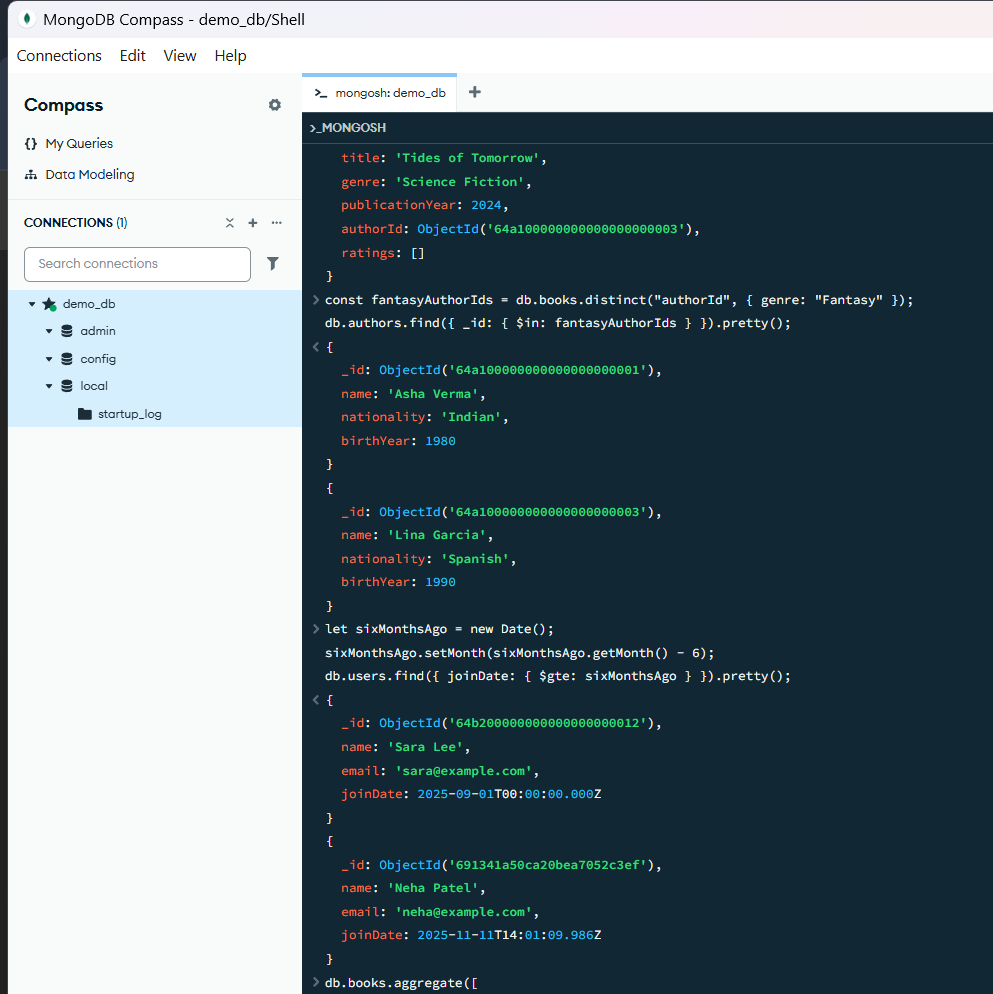 MongoDB Compass - demo_db/Shell
Connections Edit View Help
Compass
My Queries
Data Modeling
CONNECTIONS (1)
Search connections
demo_db
admin
config
local
startup_log
>_ mongosh: demo_db +
>_MONGOSH
title: 'Tides of Tomorrow',
genre: 'Science Fiction',
publicationYear: 2024,
authorId: ObjectId('64a100000000000000000003'),
ratings: []
}
> const fantasyAuthorIds = db.books.distinct("authorId", { genre: "Fantasy" });
db.authors.find({ _id: { $in: fantasyAuthorIds } }).pretty();
< {
_id: ObjectId('64a100000000000000000001'),
name: 'Asha Verma',
nationality: 'Indian',
birthYear: 1980
}
{
_id: ObjectId('64a100000000000000000003'),
name: 'Lina Garcia',
nationality: 'Spanish',
birthYear: 1990
}
> let sixMonthsAgo = new Date();
sixMonthsAgo.setMonth(sixMonthsAgo.getMonth() - 6);
db.users.find({ joinDate: { $gte: sixMonthsAgo } }).pretty();
< {
_id: ObjectId('64b200000000000000000012'),
name: 'Sara Lee',
email: 'sara@example.com',
joinDate: 2025-09-01T00:00:00.000Z
}
{
_id: ObjectId('691341a50ca20bea7052c3ef'),
name: 'Neha Patel',
email: 'neha@example.com',
joinDate: 2025-11-11T14:01:09.986Z
}
> db.books.aggregate([